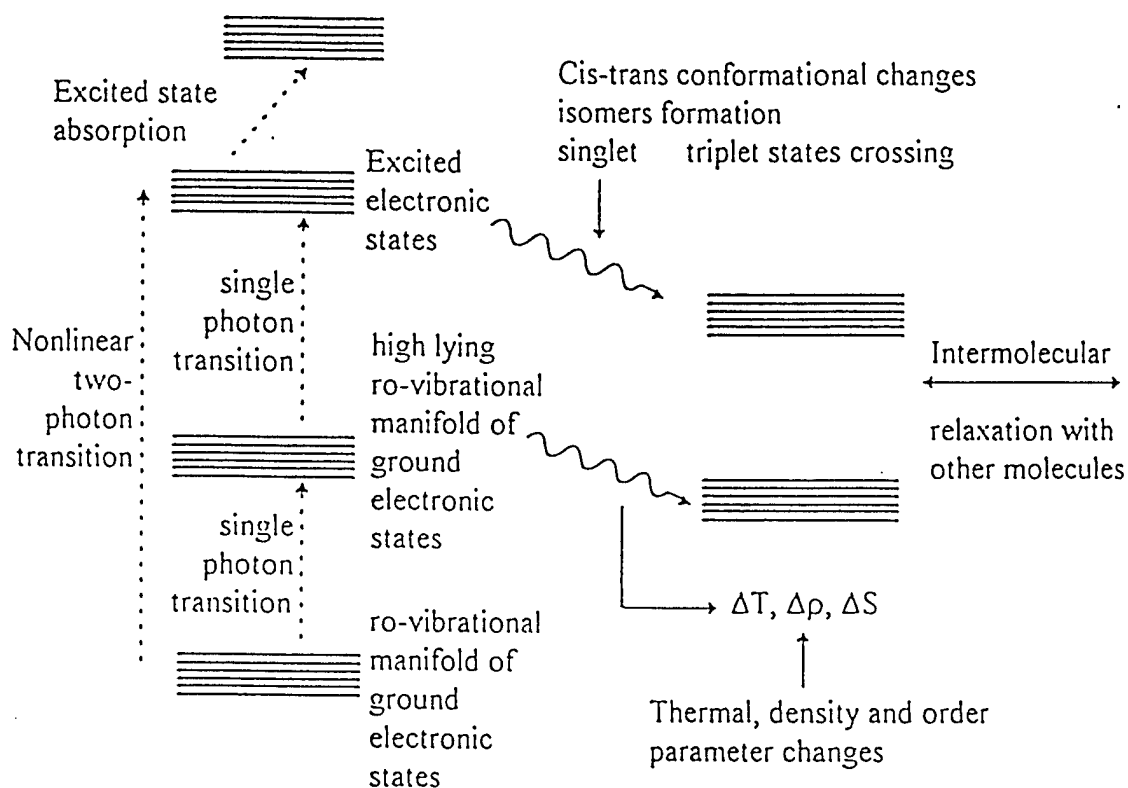 Excited state
absorption
Cis-trans conformational changes
isomers formation
singlet triplet states crossing
Excited
electronic
states
single
photon
transition
Nonlinear
two-
photon
transition
high lying
ro-vibrational
manifold of
ground
electronic
states
Intermolecular
relaxation with
other molecules
single
photon
transition
ΔT, Δρ, ΔS
ro-vibrational
manifold of
ground
electronic
states
Thermal, density and order
parameter changes